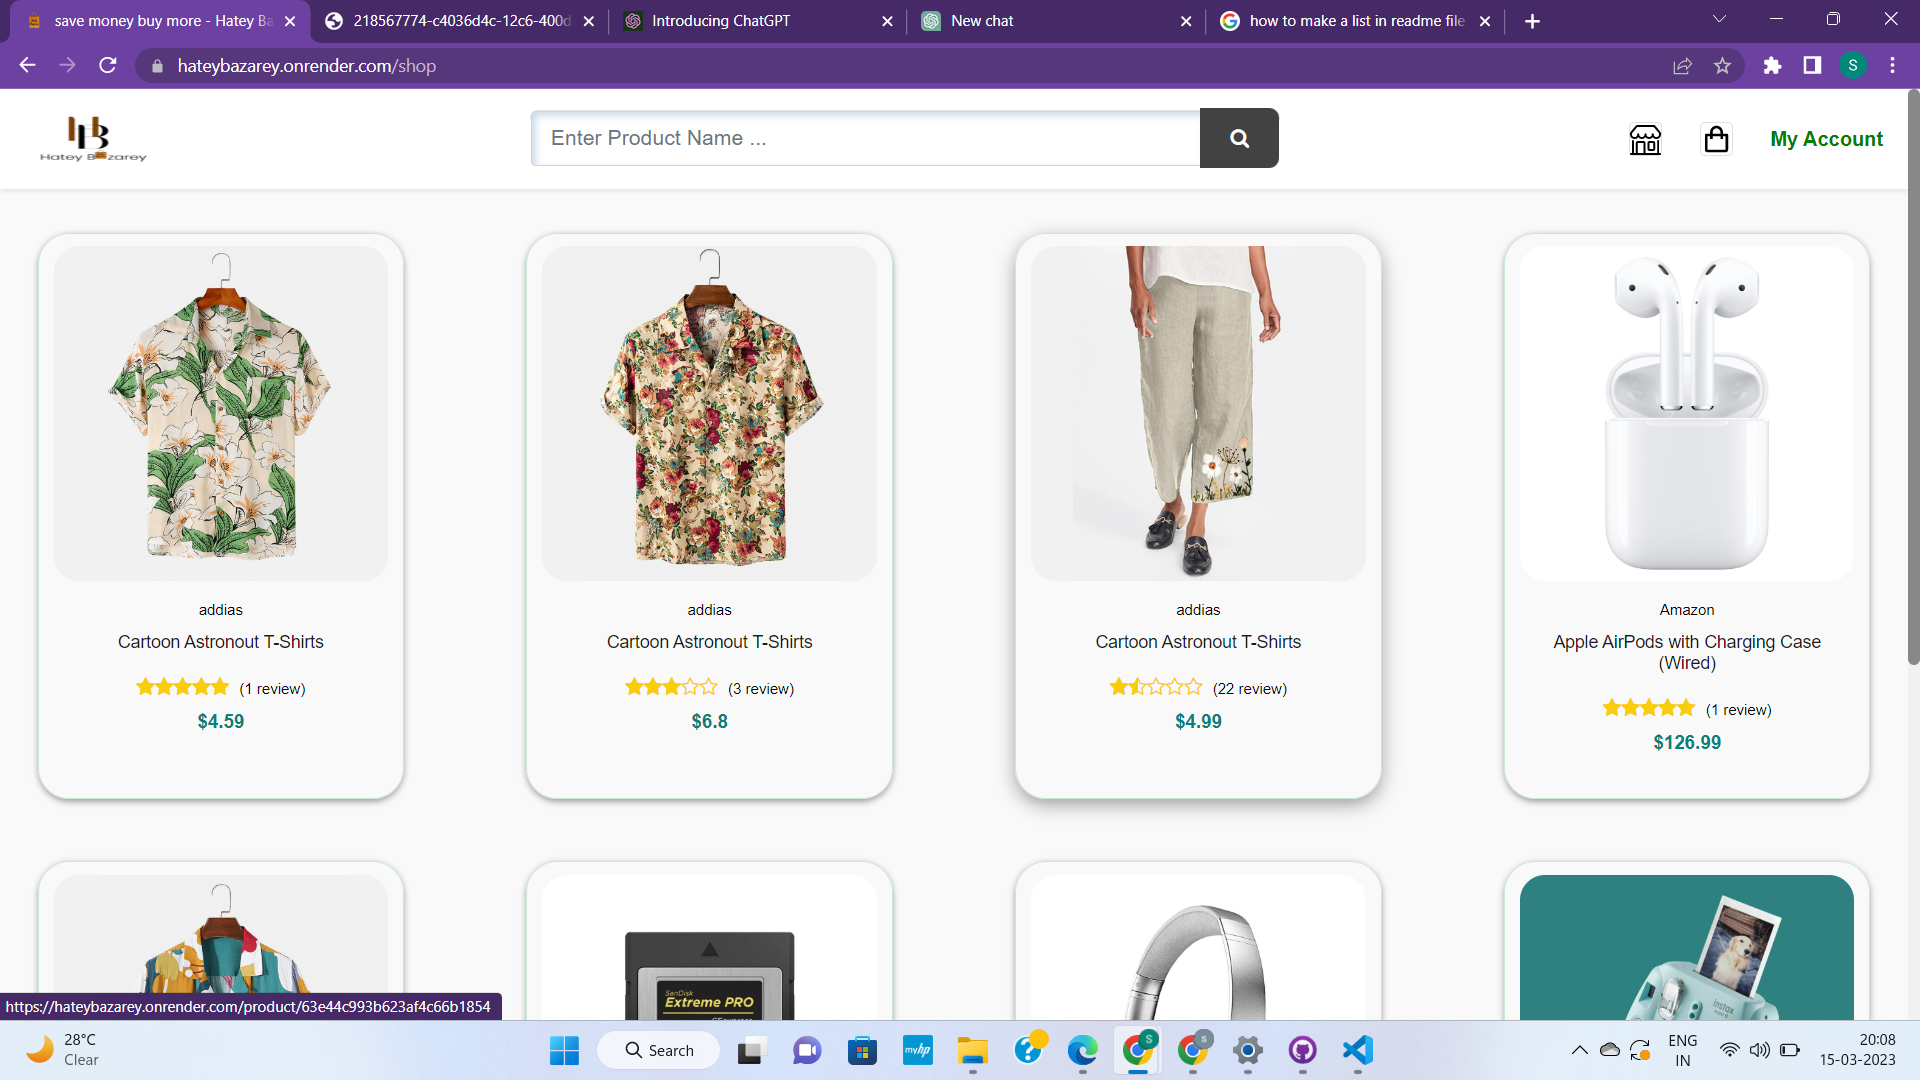 save money buy more - Hatey Ba
218567774-c4036d4c-12c6-400d
Introducing ChatGPT
New chat
how to make a list in readme file
hateybazarey.onrender.com/shop
S
Hatey Bazarey
Enter Product Name ...
My Account
addias
Cartoon Astronout T-Shirts
(1 review)
$4.59
addias
Cartoon Astronout T-Shirts
(3 review)
$6.8
addias
Cartoon Astronout T-Shirts
(22 review)
$4.99
Amazon
Apple AirPods with Charging Case
(Wired)
(1 review)
$126.99
SanDisk
Extreme PRO
instax
https://hateybazarey.onrender.com/product/63e44c993b623af4c66b1854
28°C
Clear
Search
myhp
S
S
ENG
IN
20:08
15-03-2023